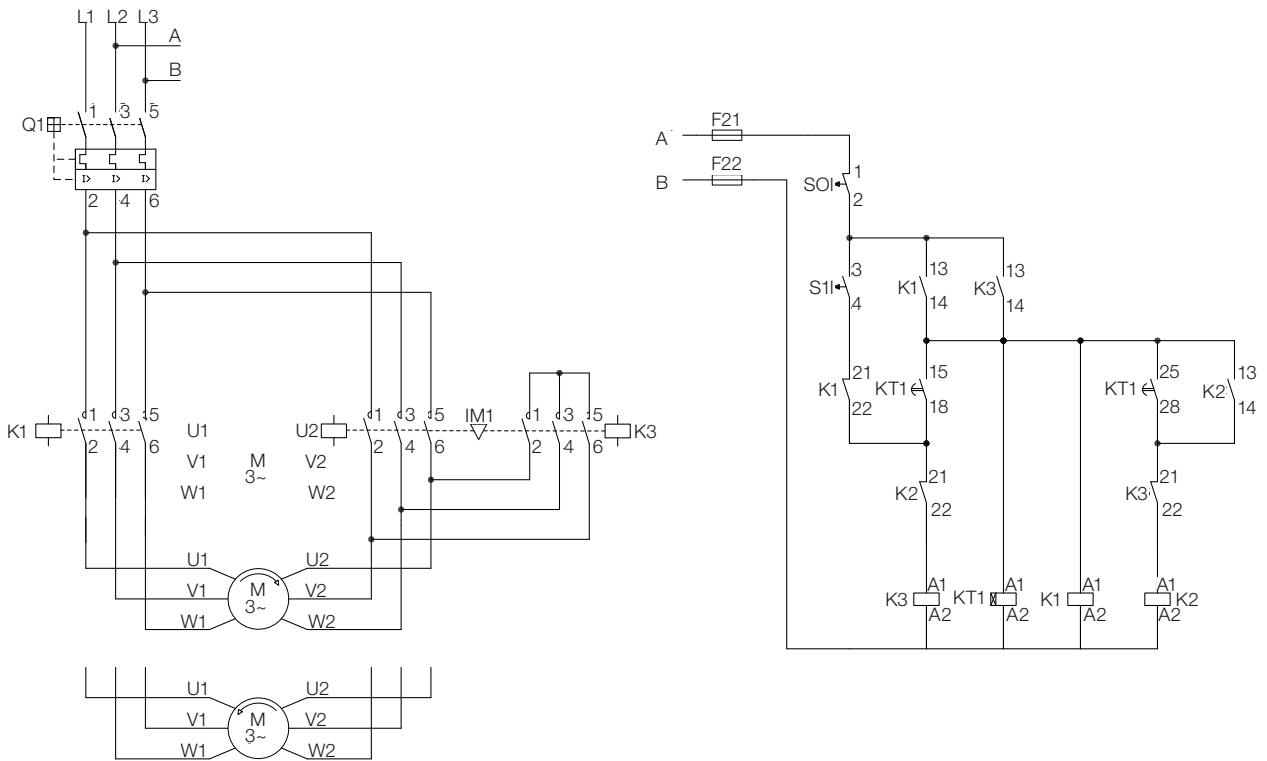 L1 L2 L3
A
B
1 3 5
Q1
I> I> I>
2 4 6
K1 1 3 5
2 4 6
U1 U2 1 3 5
2 4 6
IM1
1 3 5 K3
2 4 6
V1 M V2
3~
W1 W2
U1 U2
V1 M V2
3~
W1 W2
U1 U2
V1 M V2
3~
W1 W2
A F21
B F22
SOI 1
2
S1I 3
4
K1 13
14
K3 13
14
K1 21
22
KT1 15
18
KT1 25
28
K2 13
14
K2 21
22
K3 21
22
K3 A1
A2
KT1 A1
A2
K1 A1
A2
A1 K2
A2